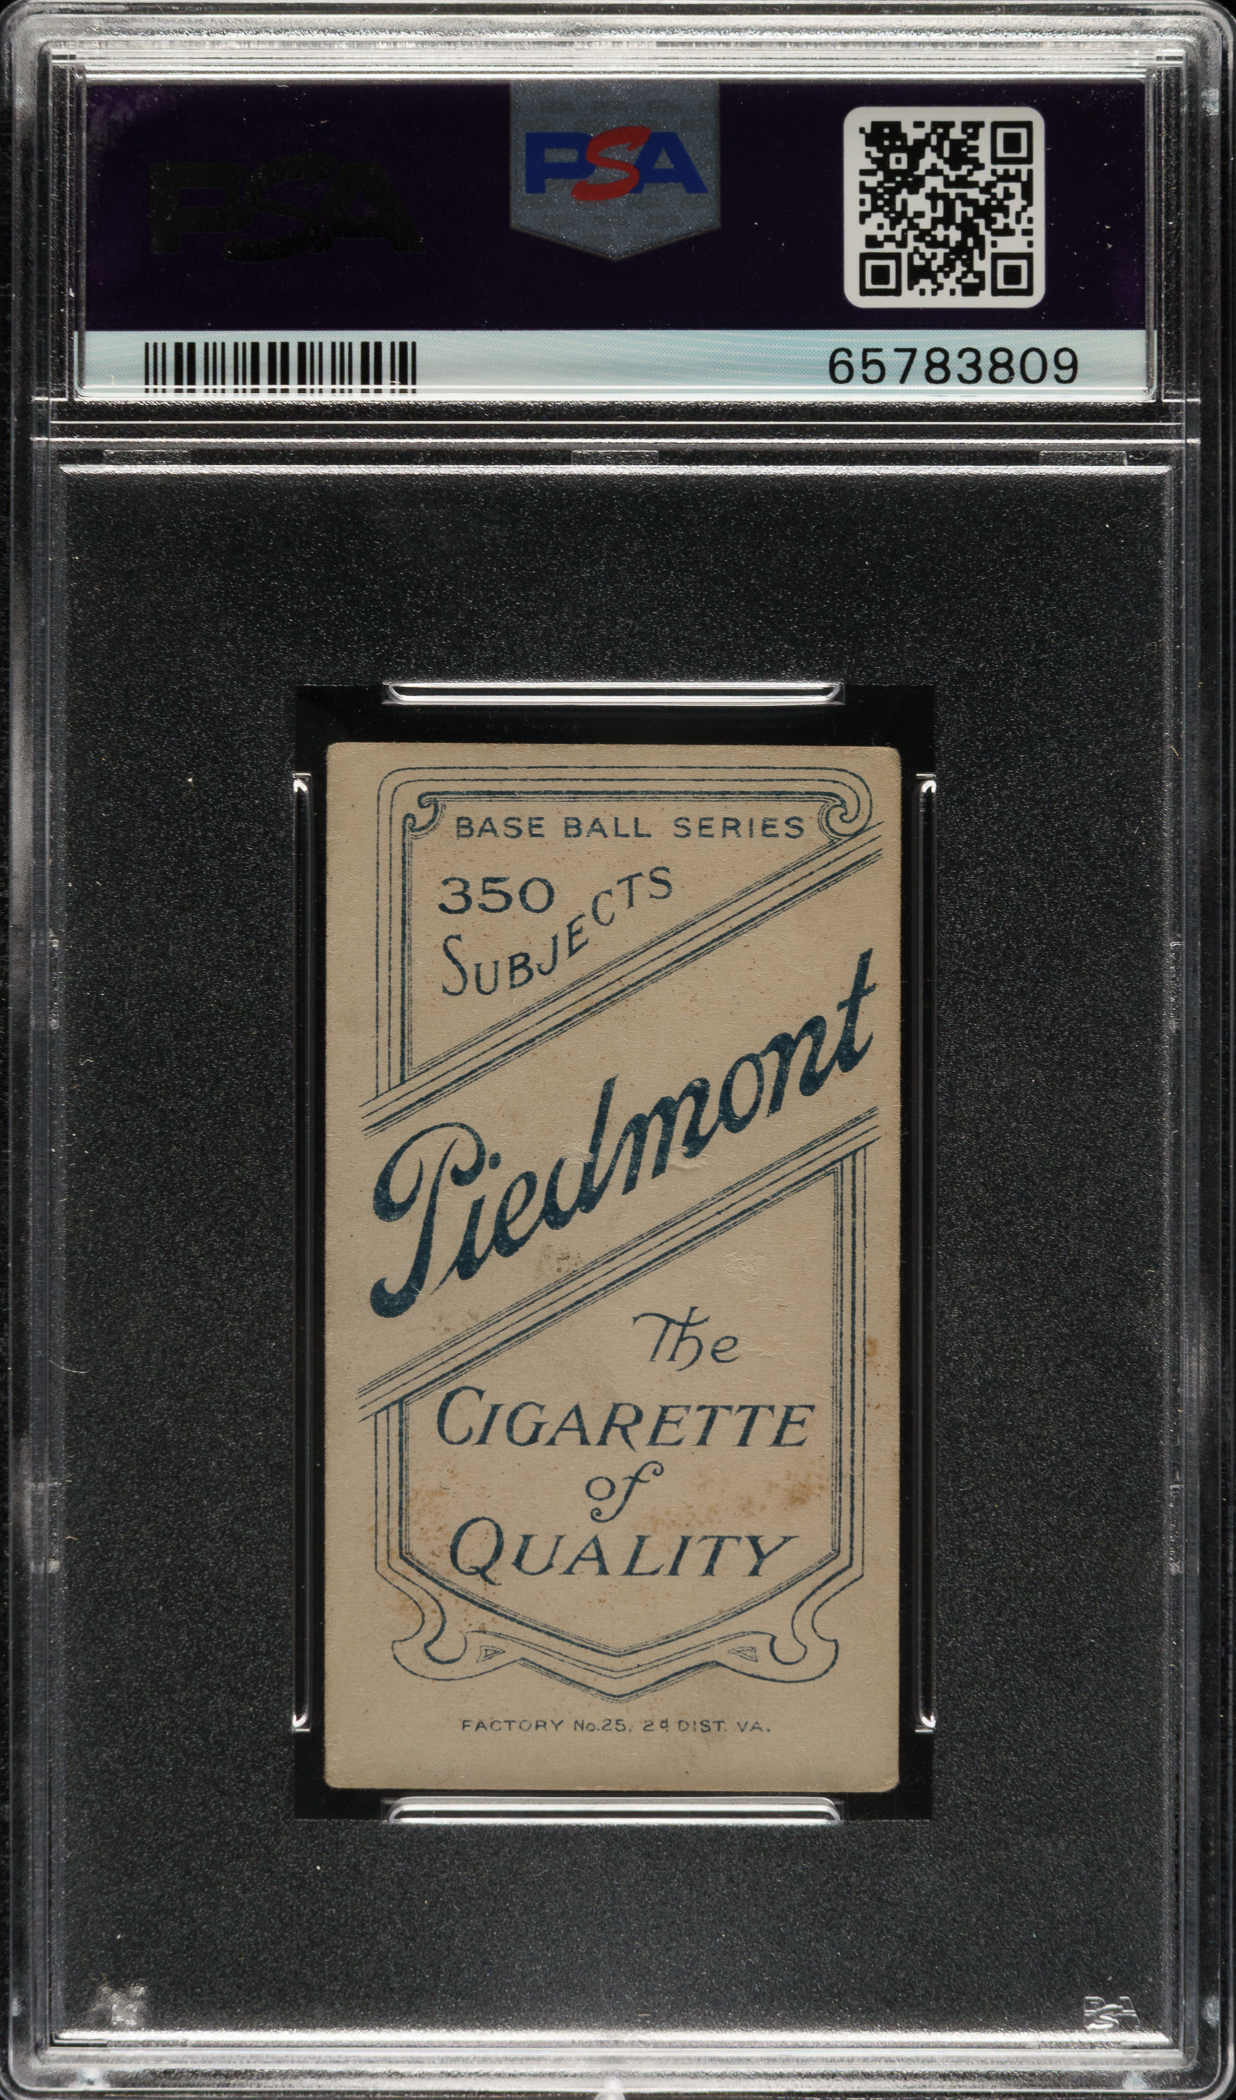 PSA
PSA
65783809
BASE BALL SERIES
350
SUBJECTS
Piedmont
The
CIGARETTE
of
QUALITY
FACTORY No.25, 2d DIST. VA.
PSA